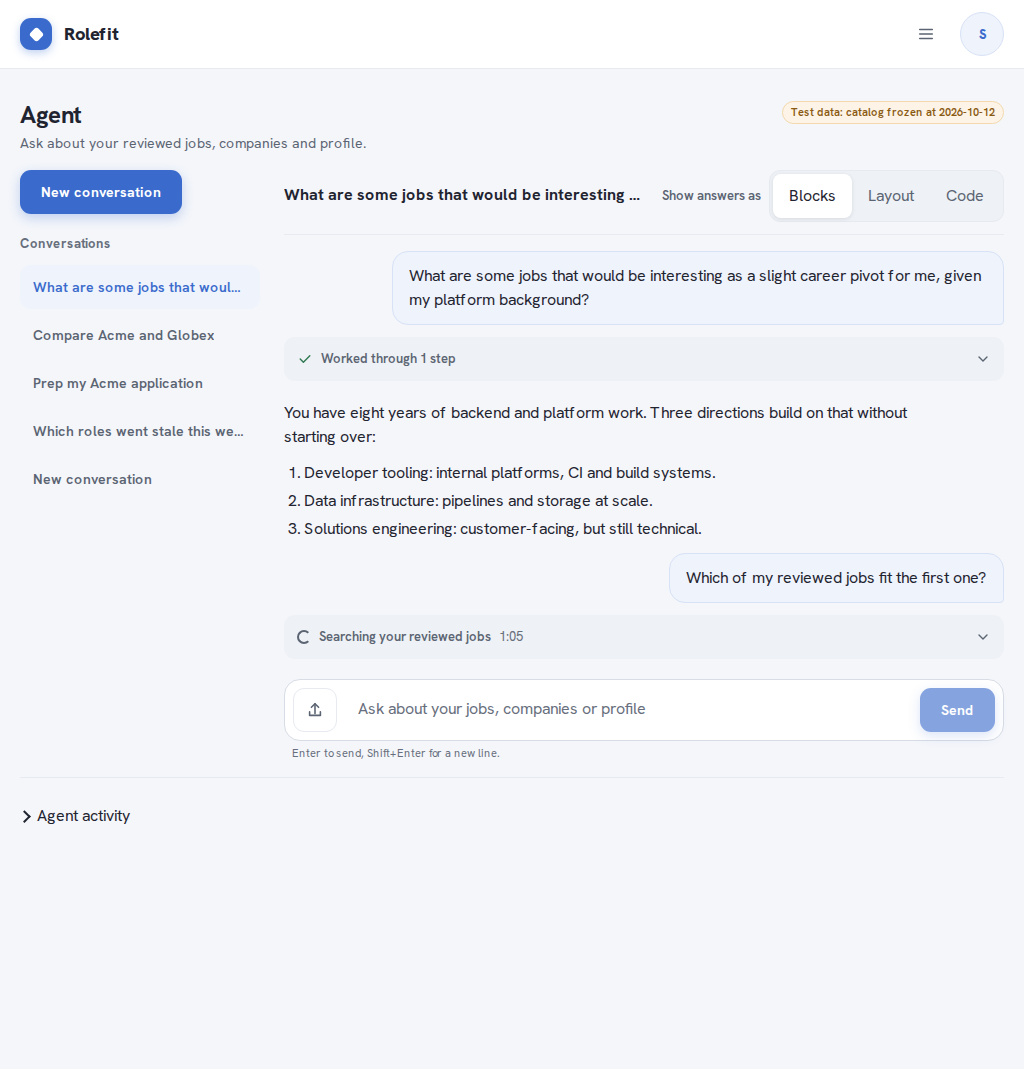 Rolefit
S
Agent
Test data: catalog frozen at 2026-10-12
Ask about your reviewed jobs, companies and profile.
New conversation
Conversations
What are some jobs that woul...
Compare Acme and Globex
Prep my Acme application
Which roles went stale this we...
New conversation
What are some jobs that would be interesting ...
Show answers as
Blocks
Layout
Code
What are some jobs that would be interesting as a slight career pivot for me, given
my platform background?
Worked through 1 step
You have eight years of backend and platform work. Three directions build on that without
starting over:
1. Developer tooling: internal platforms, CI and build systems.
2. Data infrastructure: pipelines and storage at scale.
3. Solutions engineering: customer-facing, but still technical.
Which of my reviewed jobs fit the first one?
Searching your reviewed jobs 1:05
Ask about your jobs, companies or profile
Send
Enter to send, Shift+Enter for a new line.
Agent activity